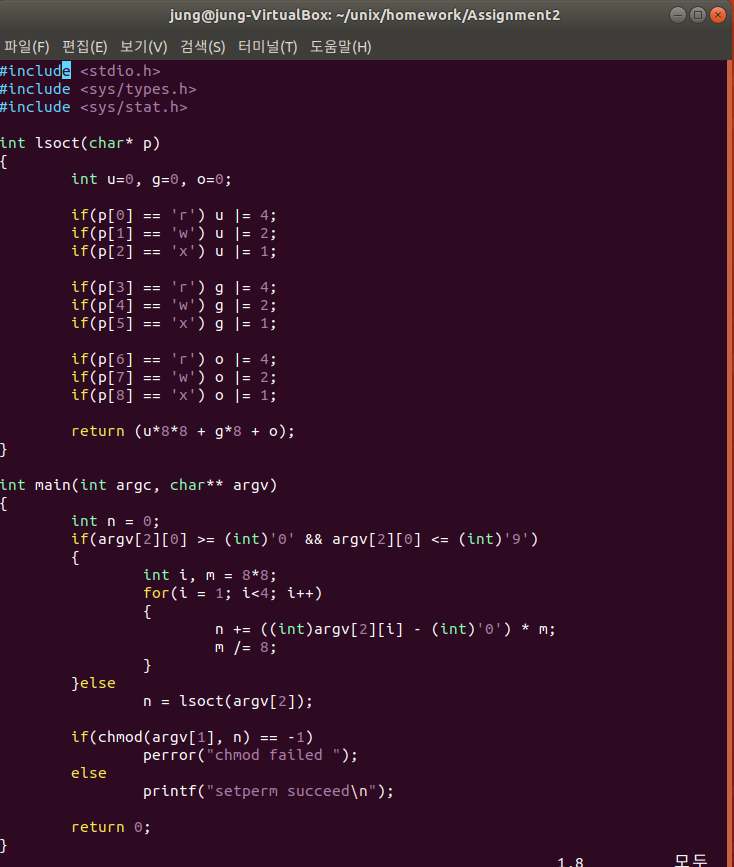 jung@jung-VirtualBox: ~/unix/homework/Assignment2
파일(F) 편집(E) 보기(V) 검색(S) 터미널(T) 도움말(H)
#include <stdio.h>
#include <sys/types.h>
#include <sys/stat.h>
int lsoct(char* p)
{
int u=0, g=0, o=0;
if(p[0] == 'r') u |= 4;
if(p[1] == 'w') u |= 2;
if(p[2] == 'x') u |= 1;
if(p[3] == 'r') g |= 4;
if(p[4] == 'w') g |= 2;
if(p[5] == 'x') g |= 1;
if(p[6] == 'r') o |= 4;
if(p[7] == 'w') o |= 2;
if(p[8] == 'x') o |= 1;
return (u*8*8 + g*8 + o);
}
int main(int argc, char** argv)
{
int n = 0;
if(argv[2][0] >= (int)'0' && argv[2][0] <= (int)'9')
{
int i, m = 8*8;
for(i = 1; i<4; i++)
{
n += ((int)argv[2][i] - (int)'0') * m;
m /= 8;
}
}else
n = lsoct(argv[2]);
if(chmod(argv[1], n) == -1)
perror("chmod failed ");
else
printf("setperm succeed\n");
return 0;
}
1,8 모두